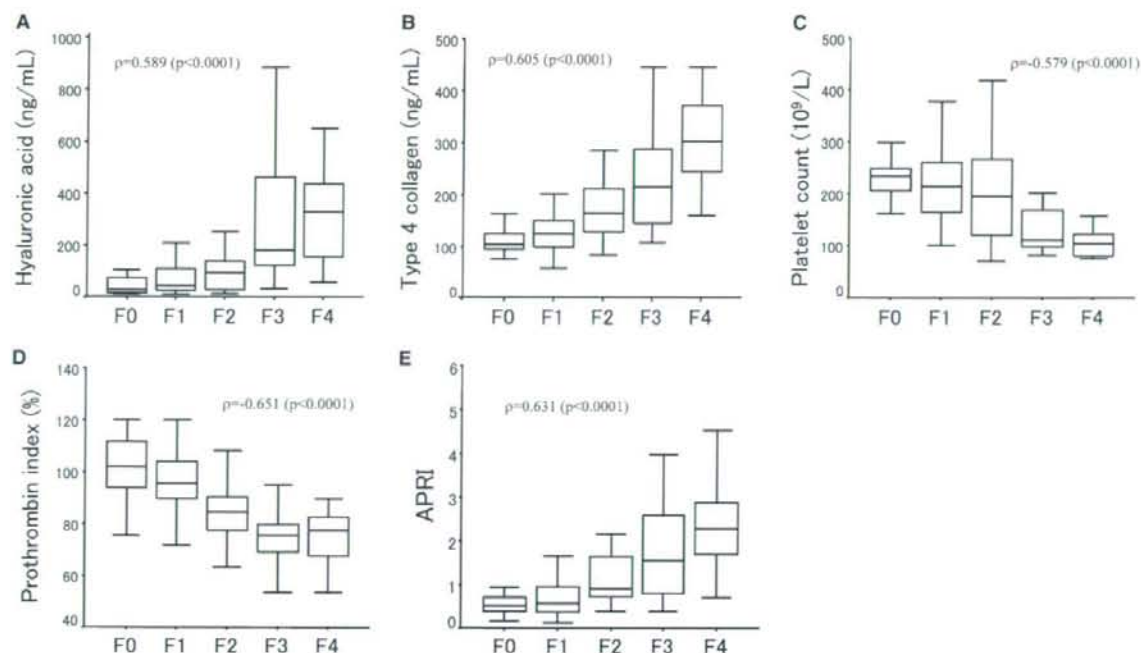 A
Hyaluronic acid (ng/mL)
1000
800
600
400
200
0
ρ=0.589 (p<0.0001)
F0 F1 F2 F3 F4
B
Type 4 collagen (ng/mL)
500
400
300
200
100
0
ρ=0.605 (p<0.0001)
F0 F1 F2 F3 F4
C
Platelet count (10⁹/L)
500
400
300
200
100
0
ρ=-0.579 (p<0.0001)
F0 F1 F2 F3 F4
D
Prothrombin index (%)
140
120
100
80
60
40
ρ=-0.651 (p<0.0001)
F0 F1 F2 F3 F4
E
APRI
6
5
4
3
2
1
0
ρ=0.631 (p<0.0001)
F0 F1 F2 F3 F4